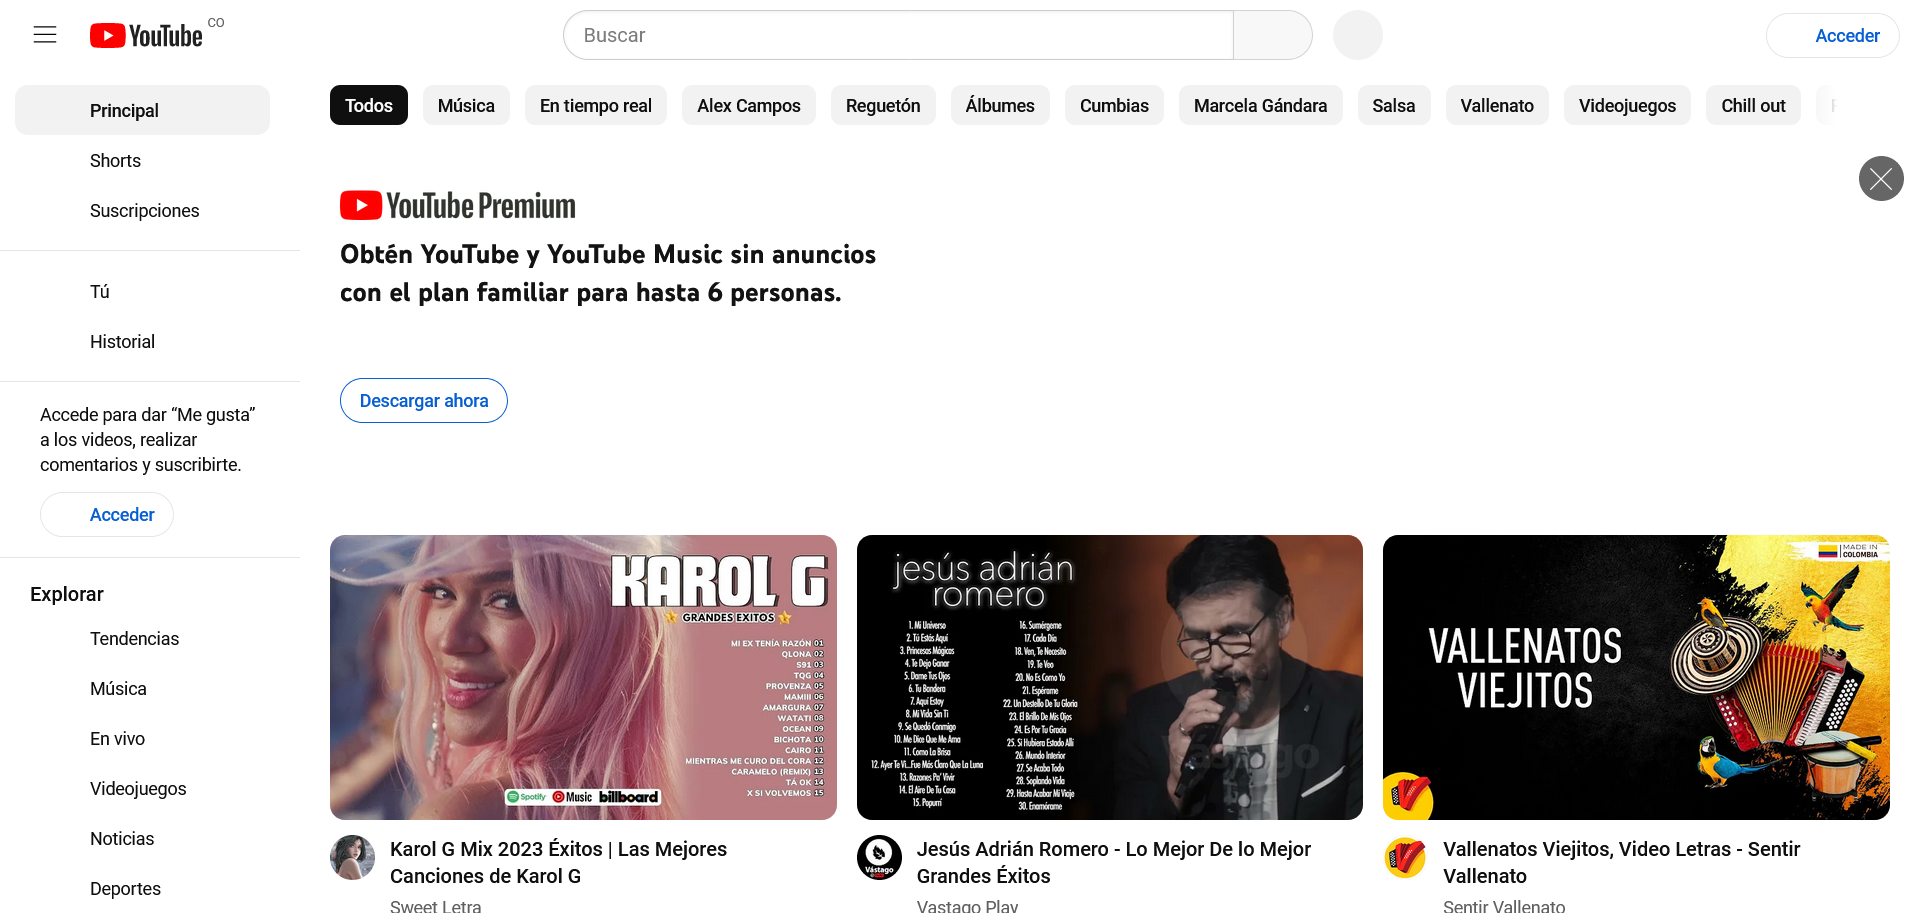 YouTube CO
Buscar
Acceder
Principal
Shorts
Suscripciones
Tú
Historial
Accede para dar “Me gusta”
a los videos, realizar
comentarios y suscribirte.
Acceder
Explorar
Tendencias
Música
En vivo
Videojuegos
Noticias
Deportes
Todos
Música
En tiempo real
Alex Campos
Reguetón
Álbumes
Cumbias
Marcela Gándara
Salsa
Vallenato
Videojuegos
Chill out
YouTube Premium
Obtén YouTube y YouTube Music sin anuncios
con el plan familiar para hasta 6 personas.
Descargar ahora
KAROL G
GRANDES EXITOS
MI EX TENÍA RAZÓN 01
QLONA 02
S91 03
TQG 04
PROVENZA 05
MAMIII 06
AMARGURA 07
WATATI 08
OCEAN 09
BICHOTA 10
CAIRO 11
MIENTRAS ME CURO DEL CORA 12
CARAMELO (REMIX) 13
TÁ OK 14
X SI VOLVEMOS 15
Spotify Music billboard
Karol G Mix 2023 Éxitos | Las Mejores
Canciones de Karol G
Sweet Letra
jesús adrián
romero
1. Mi Universo
2. Tú Estás Aquí
3. Princesas Mágicas
4. Te Dejo Ganar
5. Dame Tus Ojos
6. Tu Bandera
7. Aquí Estoy
8. Mi Vida Sin Ti
9. Se Quedó Conmigo
10. Me Dice Que Me Ama
11. Como La Brisa
12. Ayer Te Vi...Fue Más Claro Que La Luna
13. Razones Pa' Vivir
14. El Aire De Tu Casa
15. Popurrí
16. Sumérgeme
17. Cada Día
18. Ven, Te Necesito
19. Te Veo
20. No Es Como Yo
21. Espérame
22. Un Destello De Tu Gloria
23. El Brillo De Mis Ojos
24. Es Por Tu Gracia
25. Si Hubiera Estado Allí
26. Mundo Interior
27. Se Acaba Todo
28. Soplando Vida
29. Hasta Acabar Mi Viaje
30. Enamórame
vástago
Vástago
Jesús Adrián Romero - Lo Mejor De lo Mejor
Grandes Éxitos
Vastago Play
MADE IN
COLOMBIA
VALLENATOS
VIEJITOS
Vallenatos Viejitos, Video Letras - Sentir
Vallenato
Sentir Vallenato